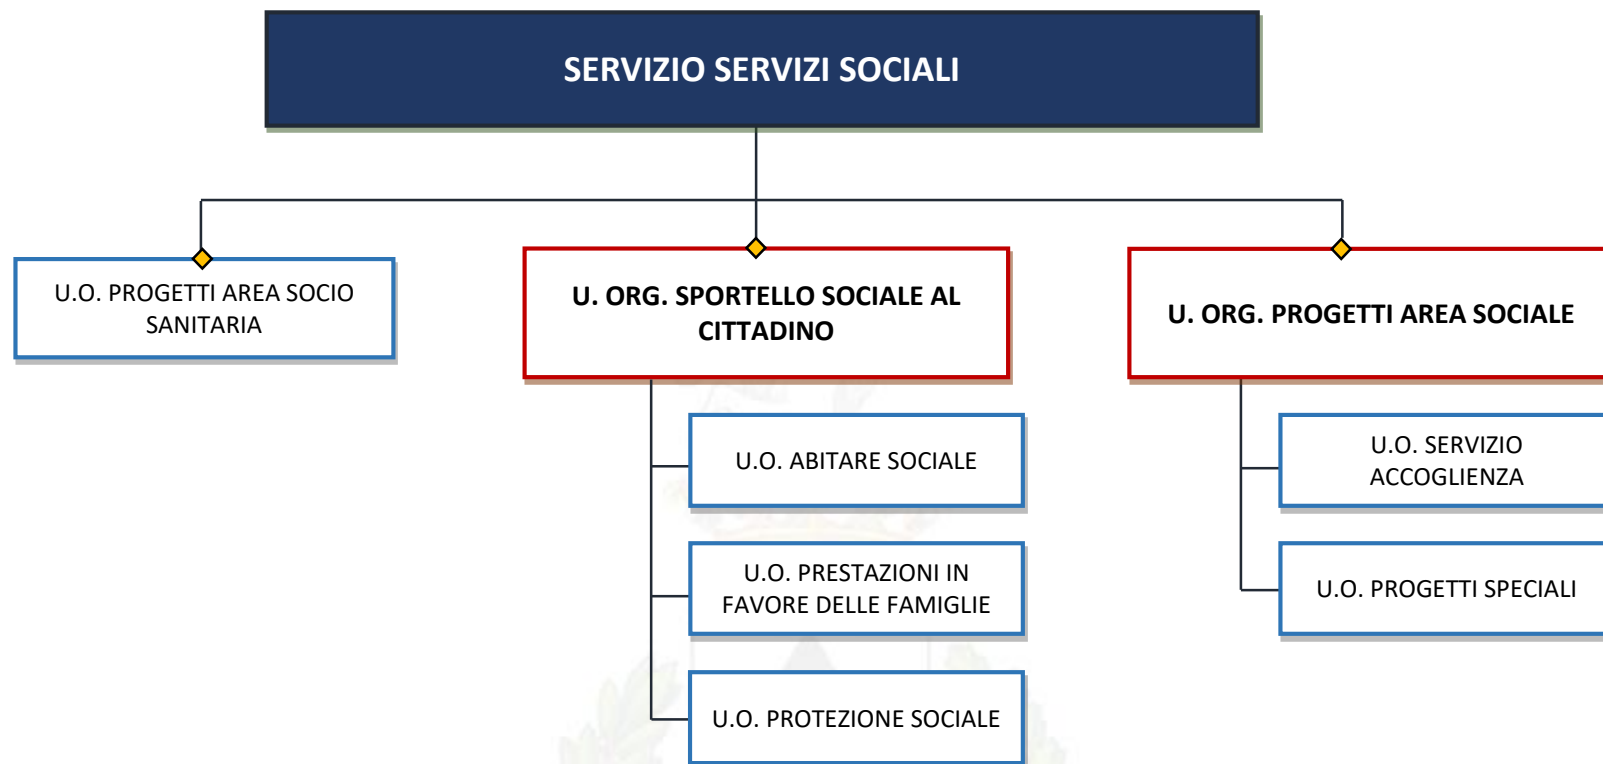 SERVIZIO SERVIZI SOCIALI
U.O. PROGETTI AREA SOCIO
SANITARIA
U. ORG. SPORTELLO SOCIALE AL
CITTADINO
U.O. ABITARE SOCIALE
U.O. PRESTAZIONI IN
FAVORE DELLE FAMIGLIE
U.O. PROTEZIONE SOCIALE
U. ORG. PROGETTI AREA SOCIALE
U.O. SERVIZIO
ACCOGLIENZA
U.O. PROGETTI SPECIALI